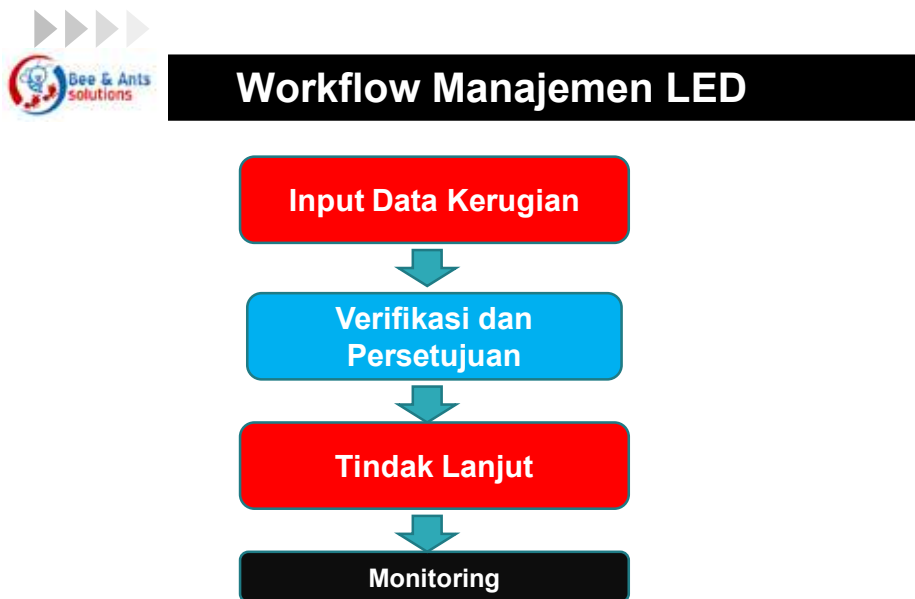 Bee & Ants
solutions
Workflow Manajemen LED
Input Data Kerugian
Verifikasi dan
Persetujuan
Tindak Lanjut
Monitoring